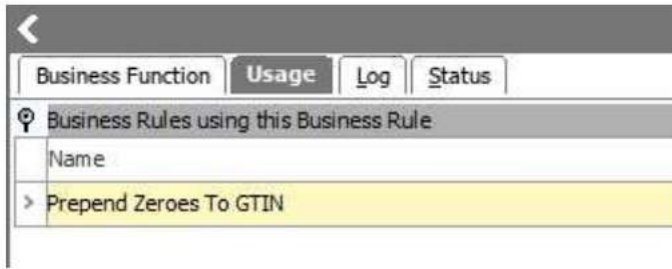 Business Function Usage Log Status
Business Rules using this Business Rule
Name
> Prepend Zeroes To GTIN